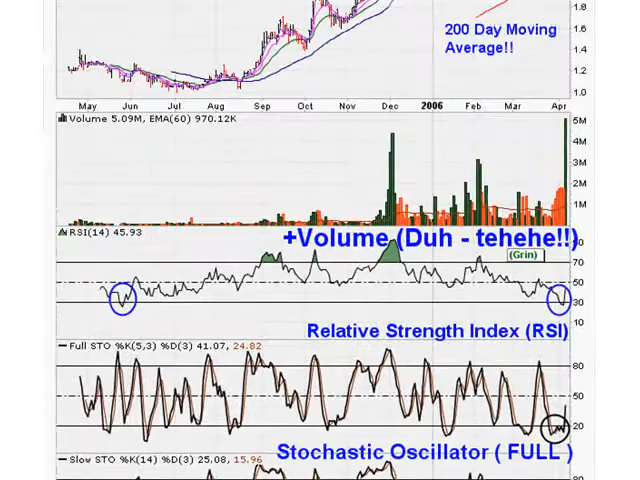 1.8
1.6
200 Day Moving
Average!!
1.4
1.2
1.0
May Jun Jul Aug Sep Oct Nov Dec 2006 Feb Mar Apr
Volume 5.09M, EMA(60) 970.12K
5M
4M
3M
2M
1M
RSI(14) 45.93
+Volume (Duh - tehehe!!)
90
(Grin)
70
50
30
10
Relative Strength Index (RSI)
Full STO %K(5,3) %D(3) 41.07, 24.82
80
50
20
Stochastic Oscillator ( FULL )
Slow STO %K(14) %D(3) 25.08, 15.96
80